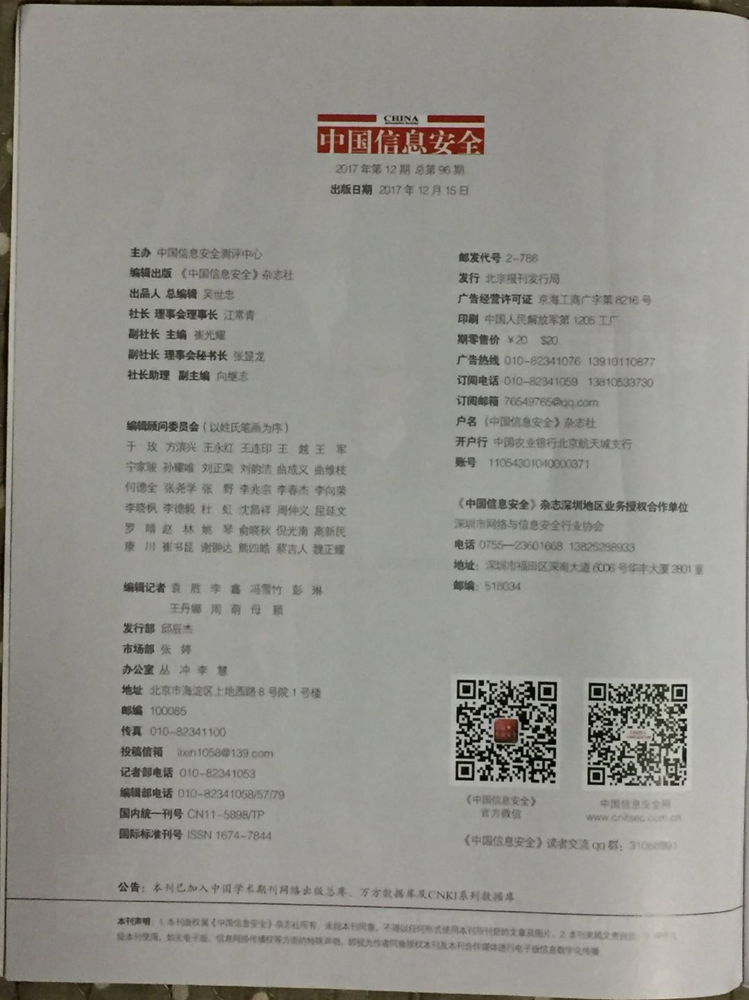 CHINA
中国信息安全
2017 年第 12 期 总第 96 期
出版日期 2017 年 12 月 15 日
主办 中国信息安全测评中心
编辑出版 《中国信息安全》杂志社
出品人 总编辑 吴世忠
社长 理事会理事长 江常青
副社长 主编 崔光耀
副社长 理事会秘书长 张昱龙
社长助理 副主编 向继志
编辑顾问委员会（以姓氏笔画为序）
于 玫 方滨兴 王永红 王连印 王 越 王 军
宁家骏 孙耀唯 刘正荣 刘韵洁 曲成义 曲维枝
何德全 张尧学 张 野 李兆宗 李春杰 李向荣
李晓枫 李德毅 杜 虹 沈昌祥 周仲义 屈延文
罗 晴 赵 林 姚 琴 俞晓秋 倪光南 高新民
康 川 崔书昆 谢翀达 熊四皓 蔡吉人 魏正耀
编辑记者 袁 胜 李 鑫 冯雪竹 彭 琳
王丹娜 周 萌 母 颖
发行部 邱辰杰
市场部 张 婷
办公室 丛 冲 李 慧
地址 北京市海淀区上地西路 8 号院 1 号楼
邮编 100085
传真 010-82341100
投稿信箱 lixin1058@139.com
记者部电话 010-82341053
编辑部电话 010-82341058/57/79
国内统一刊号 CN11-5898/TP
国际标准刊号 ISSN 1674-7844
邮发代号 2-786
发行 北京报刊发行局
广告经营许可证 京海工商广字第 8216 号
印刷 中国人民解放军第 1206 工厂
期零售价 ￥20 $20
广告热线 010-82341076 13910110877
订阅电话 010-82341059 13810533730
订阅邮箱 76549765@qq.com
户名 《中国信息安全》杂志社
开户行 中国农业银行北京航天城支行
账号 11054301040000371
《中国信息安全》杂志深圳地区业务授权合作单位
深圳市网络与信息安全行业协会
电话 0755—23601668 13825288933
地址：深圳市福田区深南大道 6006 号华丰大厦 2801 室
邮编：518034
《中国信息安全》
官方微信
中国信息安全网
www.cnitsec.com.cn
《中国信息安全》读者交流 qq 群：31068991
公告：本刊已加入中国学术期刊网络出版总库、万方数据库及CNKI系列数据库
本刊声明：1. 本刊版权属《中国信息安全》杂志社所有，未经本刊同意，不得以任何形式使用本刊所刊登的文章及图片。2. 本刊来稿文责自负。
经本刊使用，如无电子版、信息网络传播权等方面的特殊声明，即视为作者同意授权本刊及本刊合作媒体进行电子版信息数字化传播